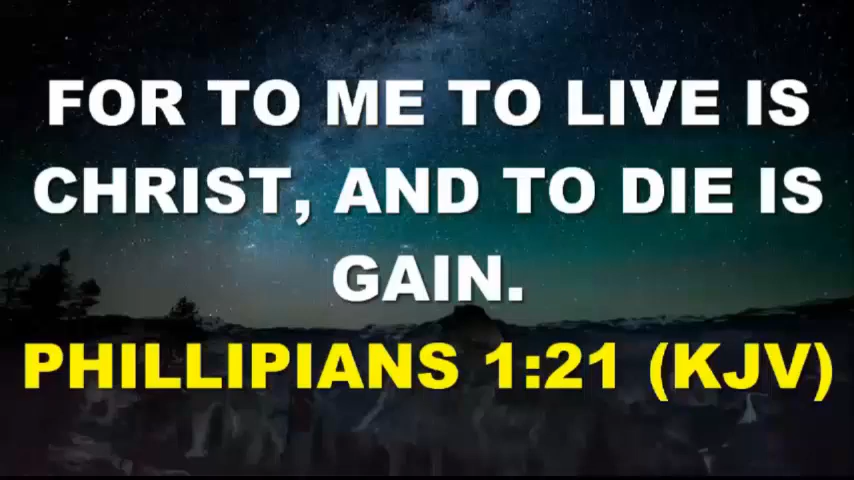 FOR TO ME TO LIVE IS
CHRIST, AND TO DIE IS
GAIN.
PHILLIPIANS 1:21 (KJV)